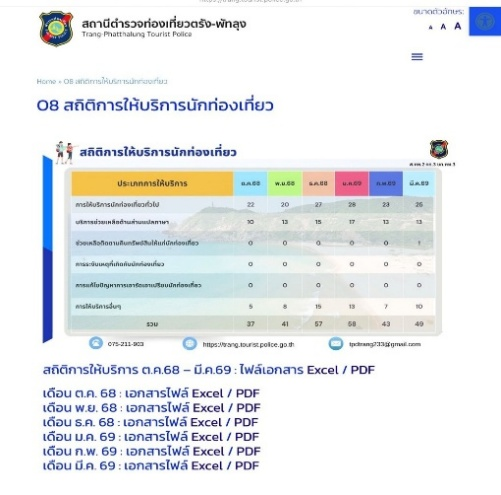 https://trang.tourist.police.go.th
สถานีตำรวจท่องเที่ยวตรัง-พัทลุง
Trang-Phatthalung Tourist Police
ขนาดตัวอักษร:
A A A
Home » O8 สถิติการให้บริการนักท่องเที่ยว
O8 สถิติการให้บริการนักท่องเที่ยว
สถิติการให้บริการนักท่องเที่ยว
ประเภทการให้บริการ ต.ค.68 พ.ย.68 ธ.ค.68 ม.ค.69 ก.พ.69 มี.ค.69
การให้บริการนักท่องเที่ยวทั่วไป 22 20 27 28 23 25
บริการช่วยเหลือด้านล่ามแปลภาษา 10 13 15 17 13 13
ช่วยเหลือติดตามสินทรัพย์สินให้แก่นักท่องเที่ยว 0 0 0 0 0 1
การระงับเหตุที่เกิดกับนักท่องเที่ยว 0 0 0 0 0 0
การแก้ไขปัญหาการเอารัดเอาเปรียบนักท่องเที่ยว 0 0 0 0 0 0
การให้บริการอื่นๆ 5 8 15 13 7 10
รวม 37 41 57 58 43 49
075-211-903 https://trang.tourist.police.go.th tpdtrang233@gmail.com
สถิติการให้บริการ ต.ค.68 – มี.ค.69 : ไฟล์เอกสาร Excel / PDF
เดือน ต.ค. 68 : เอกสารไฟล์ Excel / PDF
เดือน พ.ย. 68 : เอกสารไฟล์ Excel / PDF
เดือน ธ.ค. 68 : เอกสารไฟล์ Excel / PDF
เดือน ม.ค. 69 : เอกสารไฟล์ Excel / PDF
เดือน ก.พ. 69 : เอกสารไฟล์ Excel / PDF
เดือน มี.ค. 69 : เอกสารไฟล์ Excel / PDF